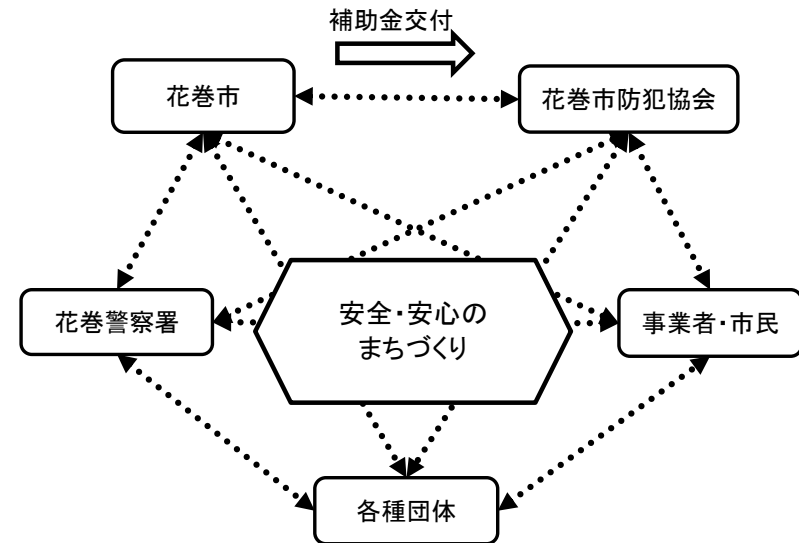 補助金交付
花巻市
花巻市防犯協会
花巻警察署
安全・安心の
まちづくり
事業者・市民
各種団体